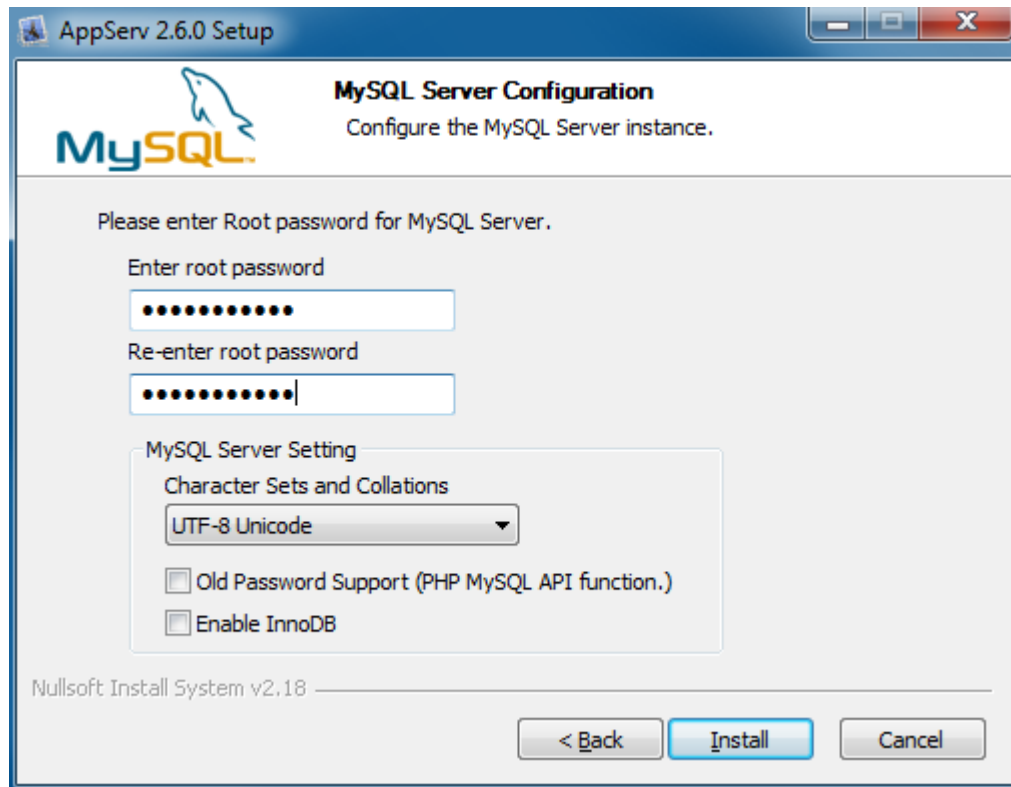 AppServ 2.6.0 Setup
MySQL Server Configuration
Configure the MySQL Server instance.
MySQL
Please enter Root password for MySQL Server.
Enter root password
●●●●●●●●●●●
Re-enter root password
●●●●●●●●●●●
MySQL Server Setting
Character Sets and Collations
UTF-8 Unicode
Old Password Support (PHP MySQL API function.)
Enable InnoDB
Nullsoft Install System v2.18
< Back Install Cancel